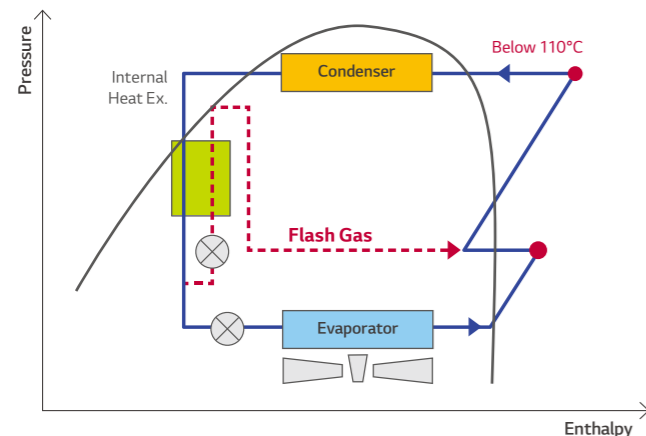 Pressure
Below 110°C
Condenser
Internal
Heat Ex.
Flash Gas
Evaporator
Enthalpy